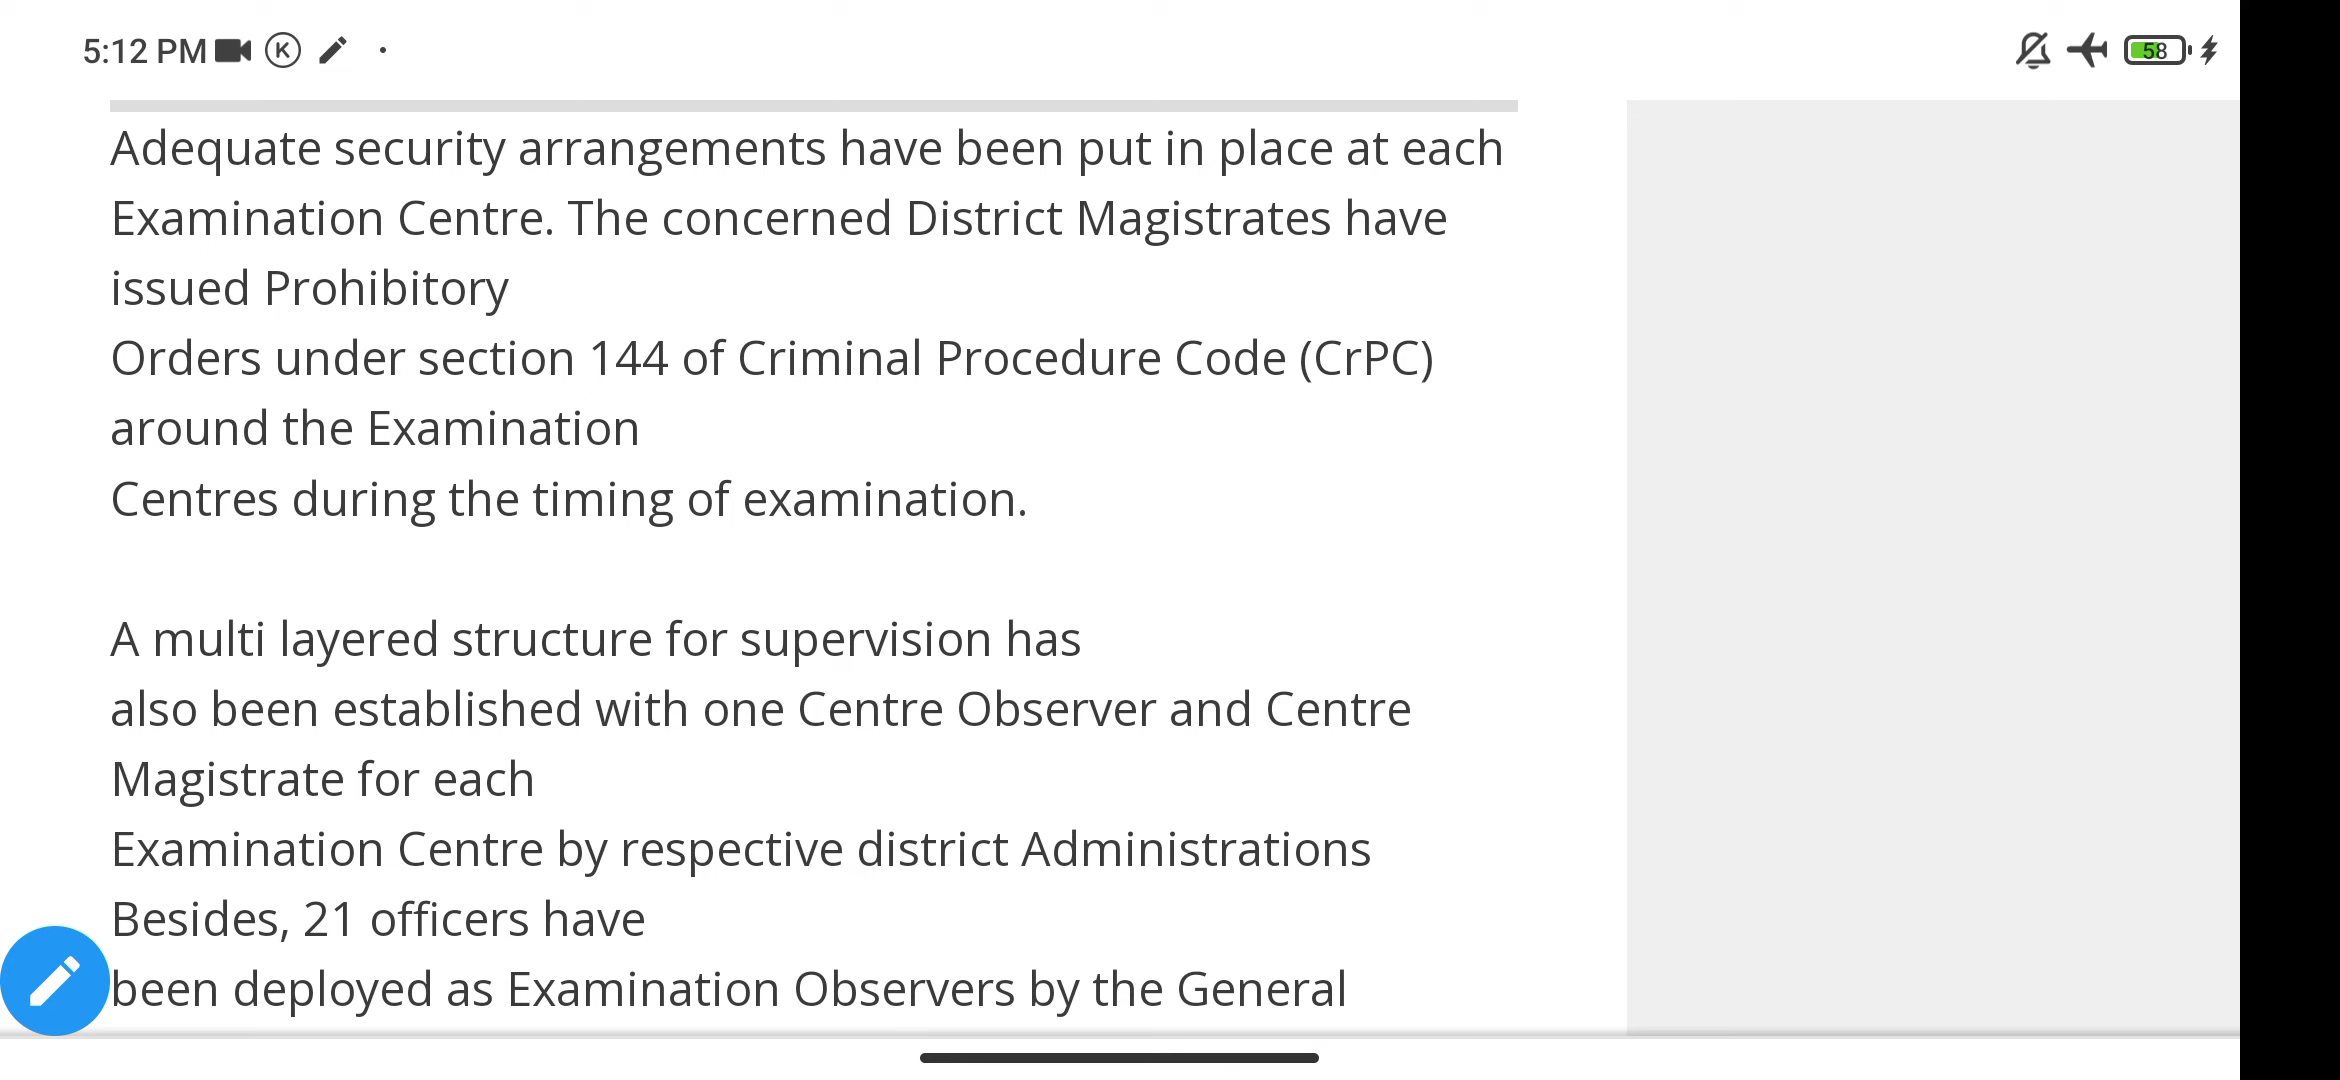 5:12 PM
58
Adequate security arrangements have been put in place at each
Examination Centre. The concerned District Magistrates have
issued Prohibitory
Orders under section 144 of Criminal Procedure Code (CrPC)
around the Examination
Centres during the timing of examination.
A multi layered structure for supervision has
also been established with one Centre Observer and Centre
Magistrate for each
Examination Centre by respective district Administrations
Besides, 21 officers have
been deployed as Examination Observers by the General